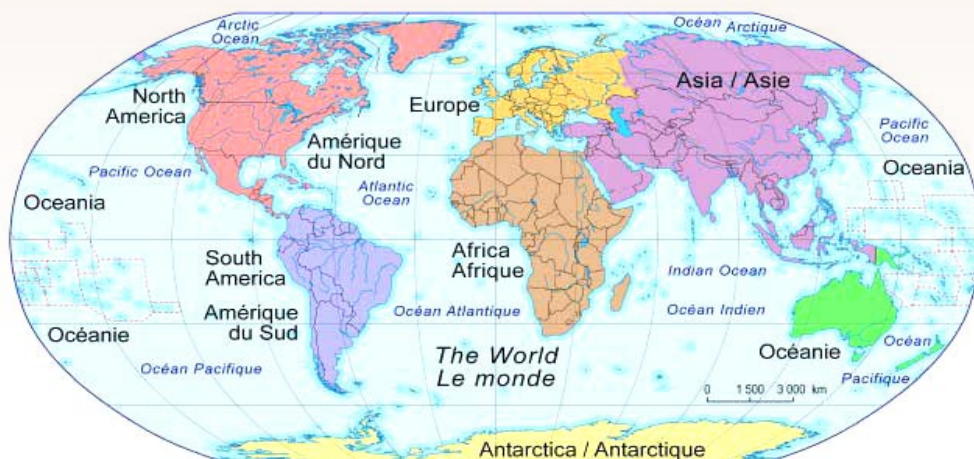 Arctic
Ocean
Océan
Arctique
North
America
Amérique
du Nord
Europe
Asia / Asie
Pacific
Ocean
Pacific Ocean
Atlantic
Ocean
Oceania
Oceania
South
America
Amérique
du Sud
Africa
Afrique
Indian Ocean
Océan Atlantique
Océan Indien
Océanie
Océanie
Océan
Pacifique
Océan Pacifique
The World
Le monde
0 1 500 3 000 km
Antarctica / Antarctique